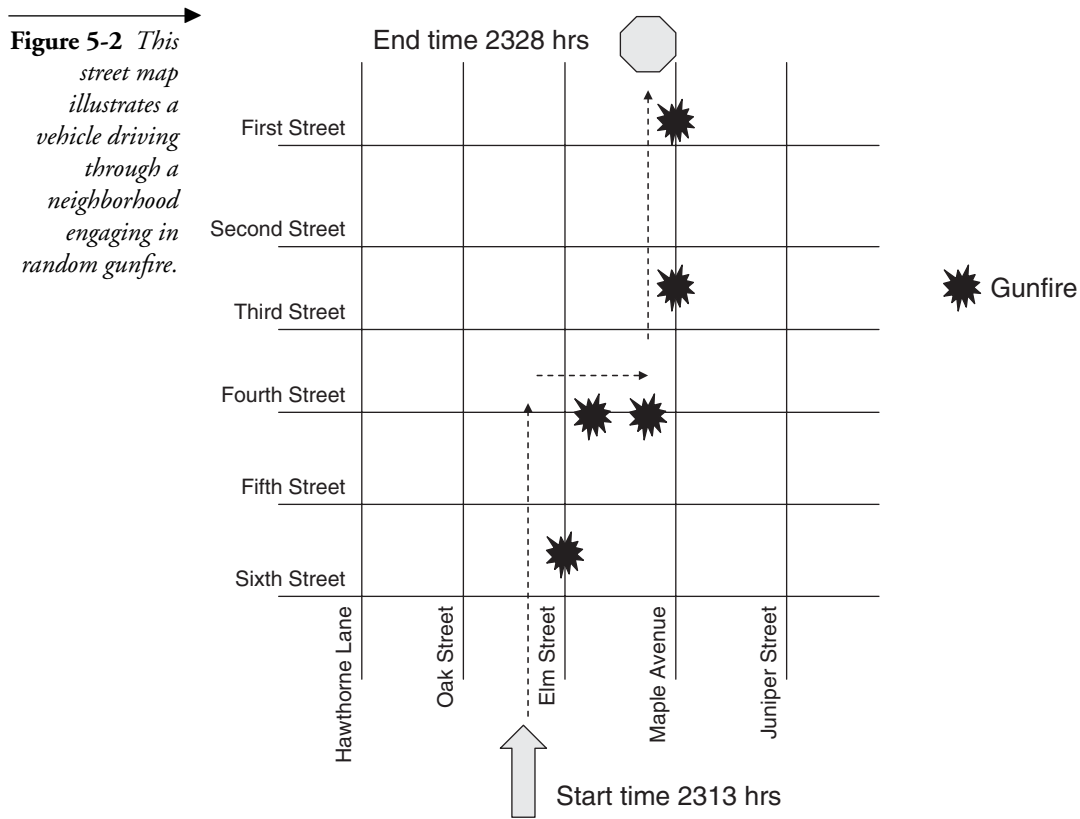 Figure 5-2 This
street map
illustrates a
vehicle driving
through a
neighborhood
engaging in
random gunfire.
End time 2328 hrs
First Street
Second Street
Third Street
Gunfire
Fourth Street
Fifth Street
Sixth Street
Hawthorne Lane
Oak Street
Elm Street
Maple Avenue
Juniper Street
Start time 2313 hrs